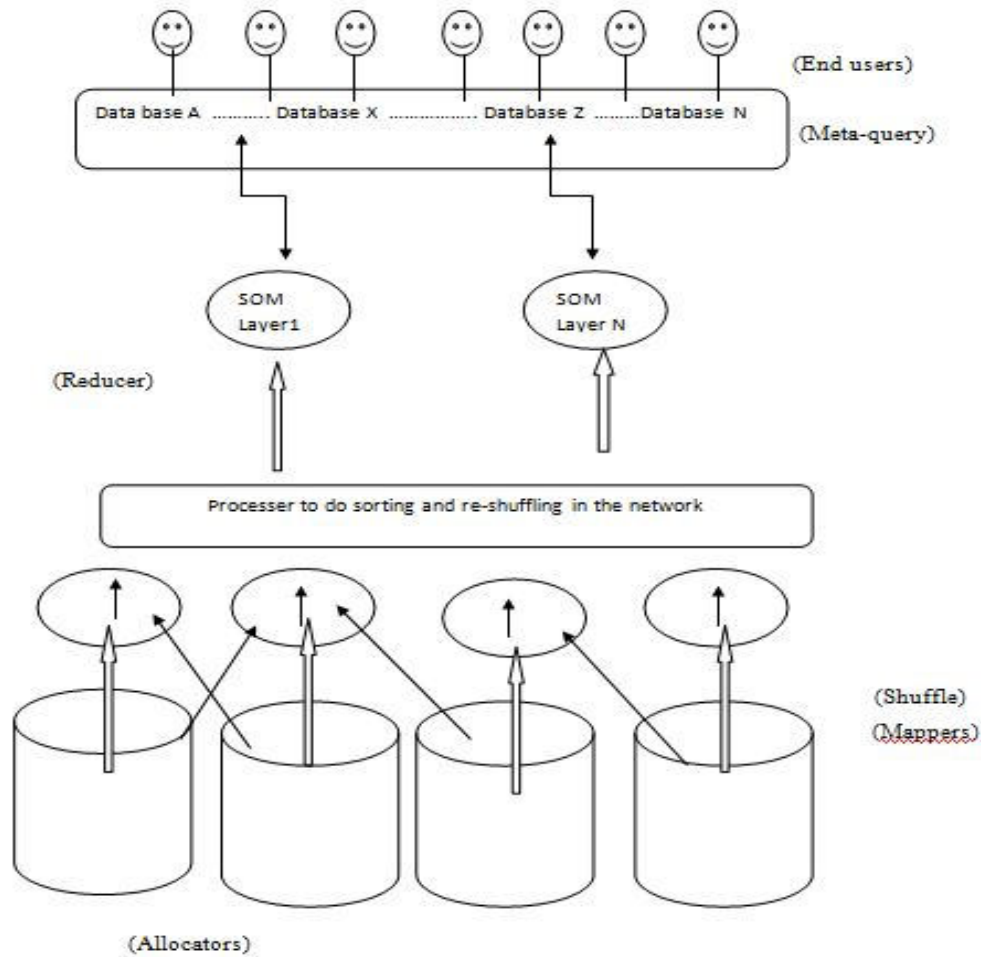 (End users)
Data base A ........... Database X ................. Database Z ........Database N
(Meta-query)
SOM
Layer1
SOM
Layer N
(Reducer)
Processer to do sorting and re-shuffling in the network
(Shuffle)
(Mappers)
(Allocators)